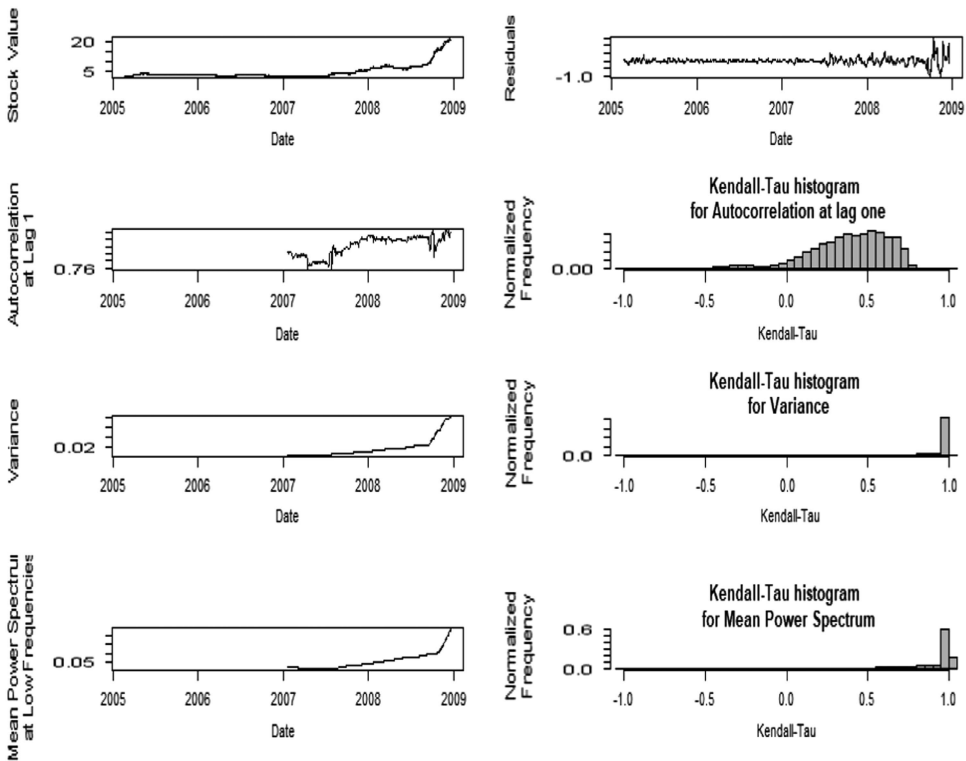 Stock Value
20
5
2005 2006 2007 2008 2009
Date
Residuals
-1.0
2005 2006 2007 2008 2009
Date
Autocorrelation
at Lag 1
0.76
2005 2006 2007 2008 2009
Date
Kendall-Tau histogram
for Autocorrelation at lag one
Normalized
Frequency
0.00
-1.0 -0.5 0.0 0.5 1.0
Kendall-Tau
Variance
0.02
2005 2006 2007 2008 2009
Date
Kendall-Tau histogram
for Variance
Normalized
Frequency
0.0
-1.0 -0.5 0.0 0.5 1.0
Kendall-Tau
Mean Power Spectru
at Low Frequencies
0.05
2005 2006 2007 2008 2009
Date
Kendall-Tau histogram
for Mean Power Spectrum
Normalized
Frequency
0.6
0.0
-1.0 -0.5 0.0 0.5 1.0
Kendall-Tau